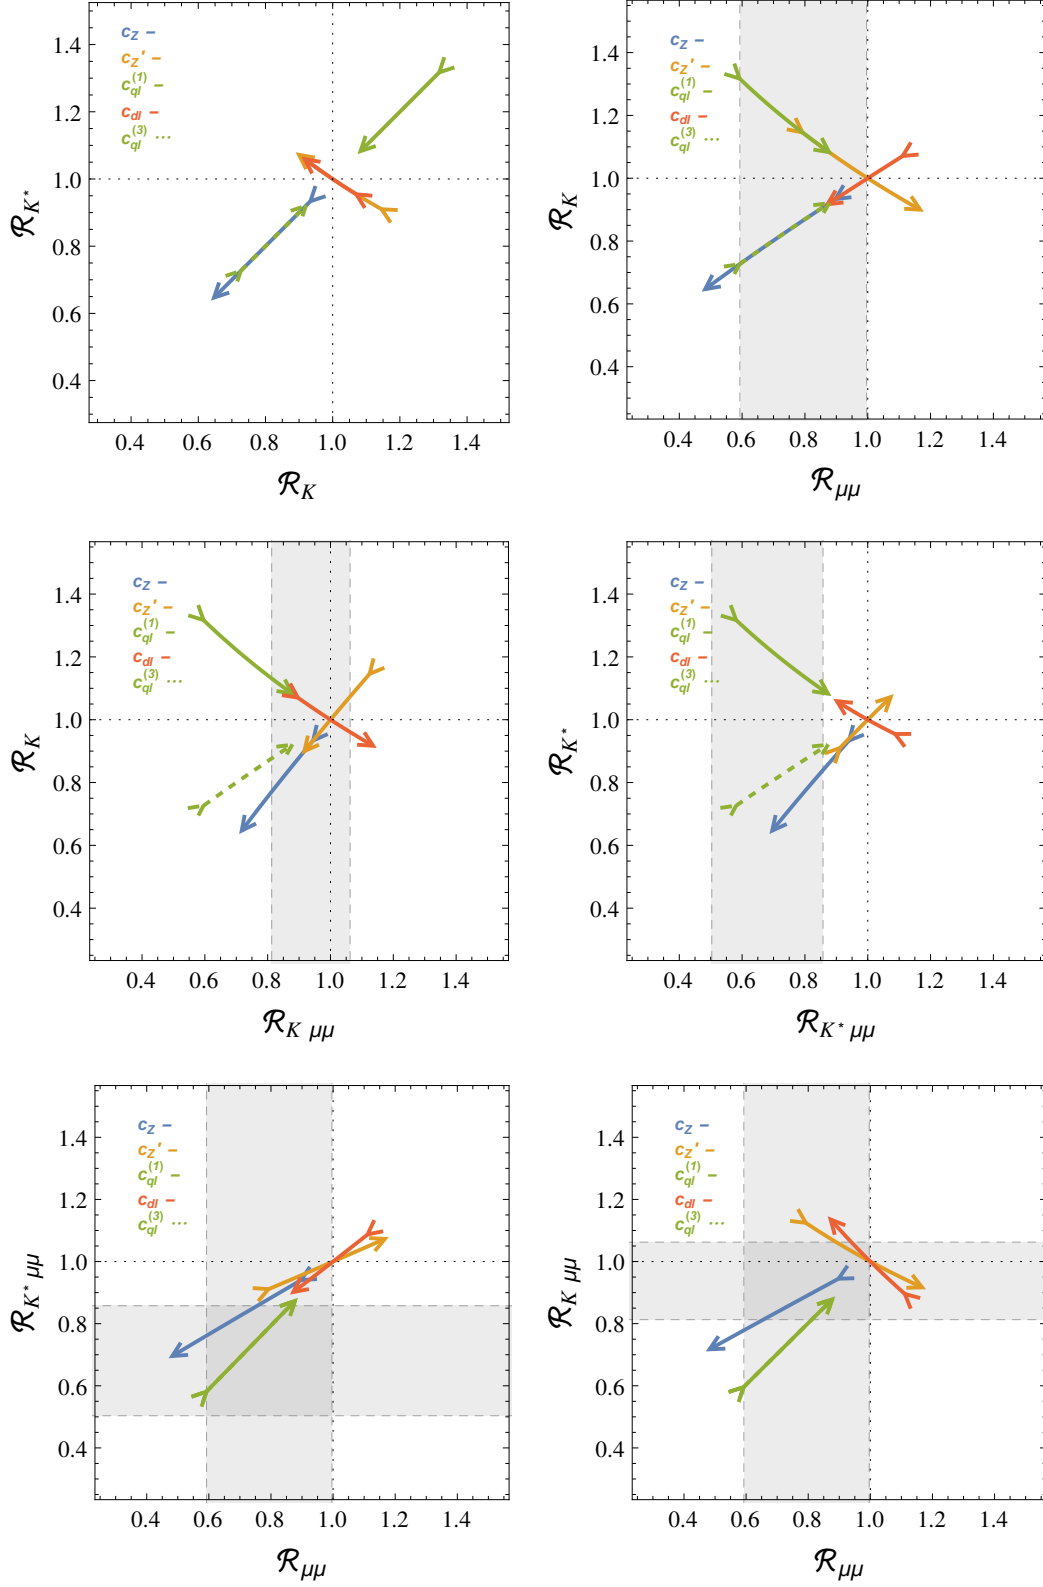 c_Z –
c_Z' –
c_ql^(1) –
c_dl –
c_ql^(3) ···
1.4
1.2
1.0
0.8
0.6
0.4
ℛ_K*
0.4 0.6 0.8 1.0 1.2 1.4
ℛ_K
c_Z –
c_Z' –
c_ql^(1) –
c_dl –
c_ql^(3) ···
1.4
1.2
1.0
0.8
0.6
0.4
ℛ_K
0.4 0.6 0.8 1.0 1.2 1.4
ℛ_μμ
c_Z –
c_Z' –
c_ql^(1) –
c_dl –
c_ql^(3) ···
1.4
1.2
1.0
0.8
0.6
0.4
ℛ_K
0.4 0.6 0.8 1.0 1.2 1.4
ℛ_K μμ
c_Z –
c_Z' –
c_ql^(1) –
c_dl –
c_ql^(3) ···
1.4
1.2
1.0
0.8
0.6
0.4
ℛ_K*
0.4 0.6 0.8 1.0 1.2 1.4
ℛ_K* μμ
c_Z –
c_Z' –
c_ql^(1) –
c_dl –
c_ql^(3) ···
1.4
1.2
1.0
0.8
0.6
0.4
ℛ_K* μμ
0.4 0.6 0.8 1.0 1.2 1.4
ℛ_μμ
c_Z –
c_Z' –
c_ql^(1) –
c_dl –
c_ql^(3) ···
1.4
1.2
1.0
0.8
0.6
0.4
ℛ_K μμ
0.4 0.6 0.8 1.0 1.2 1.4
ℛ_μμ